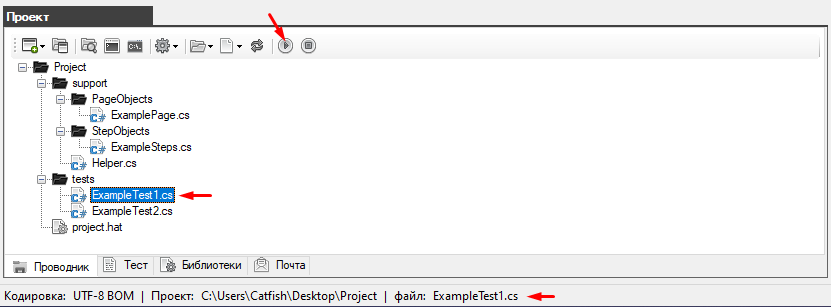 Проект
Project
support
PageObjects
ExamplePage.cs
StepObjects
ExampleSteps.cs
Helper.cs
tests
ExampleTest1.cs
ExampleTest2.cs
project.hat
Проводник Тест Библиотеки Почта
Кодировка: UTF-8 BOM | Проект: C:\Users\Catfish\Desktop\Project | файл: ExampleTest1.cs